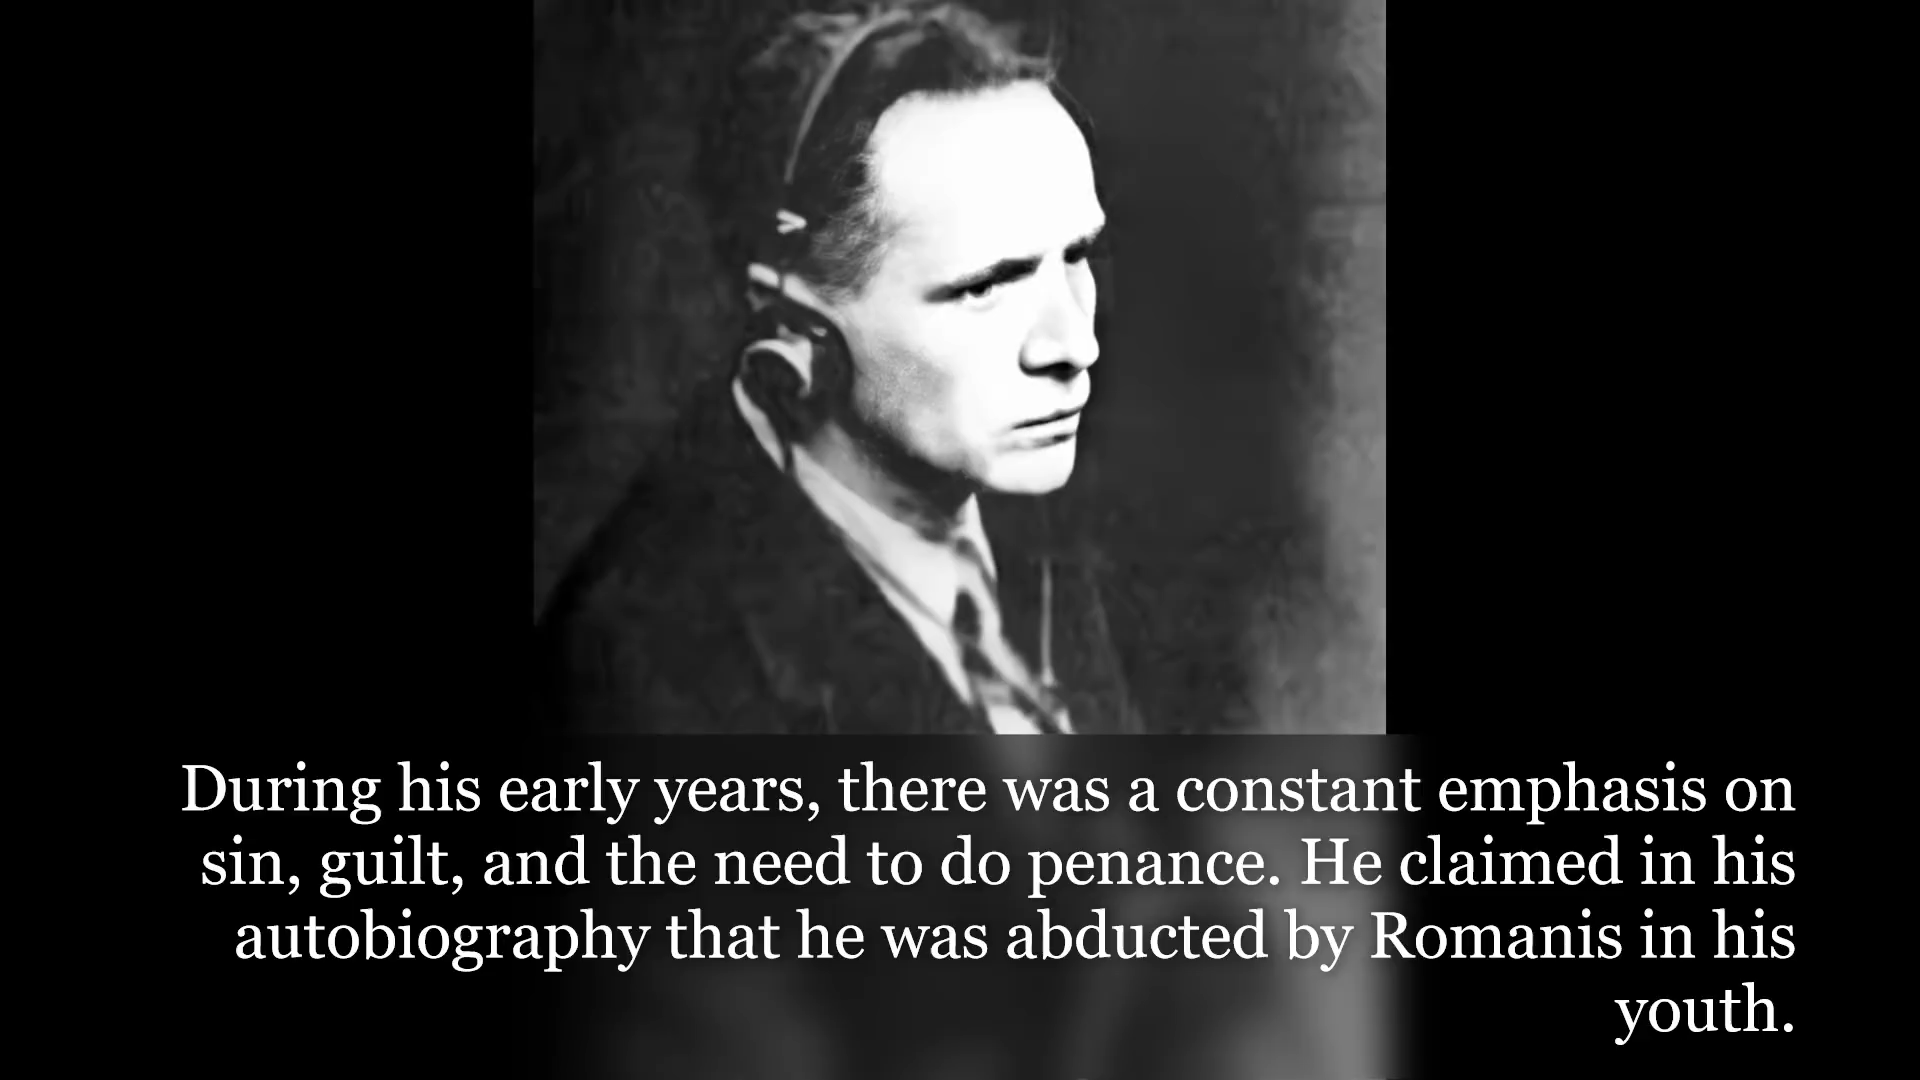 During his early years, there was a constant emphasis on
sin, guilt, and the need to do penance. He claimed in his
autobiography that he was abducted by Romanis in his
youth.